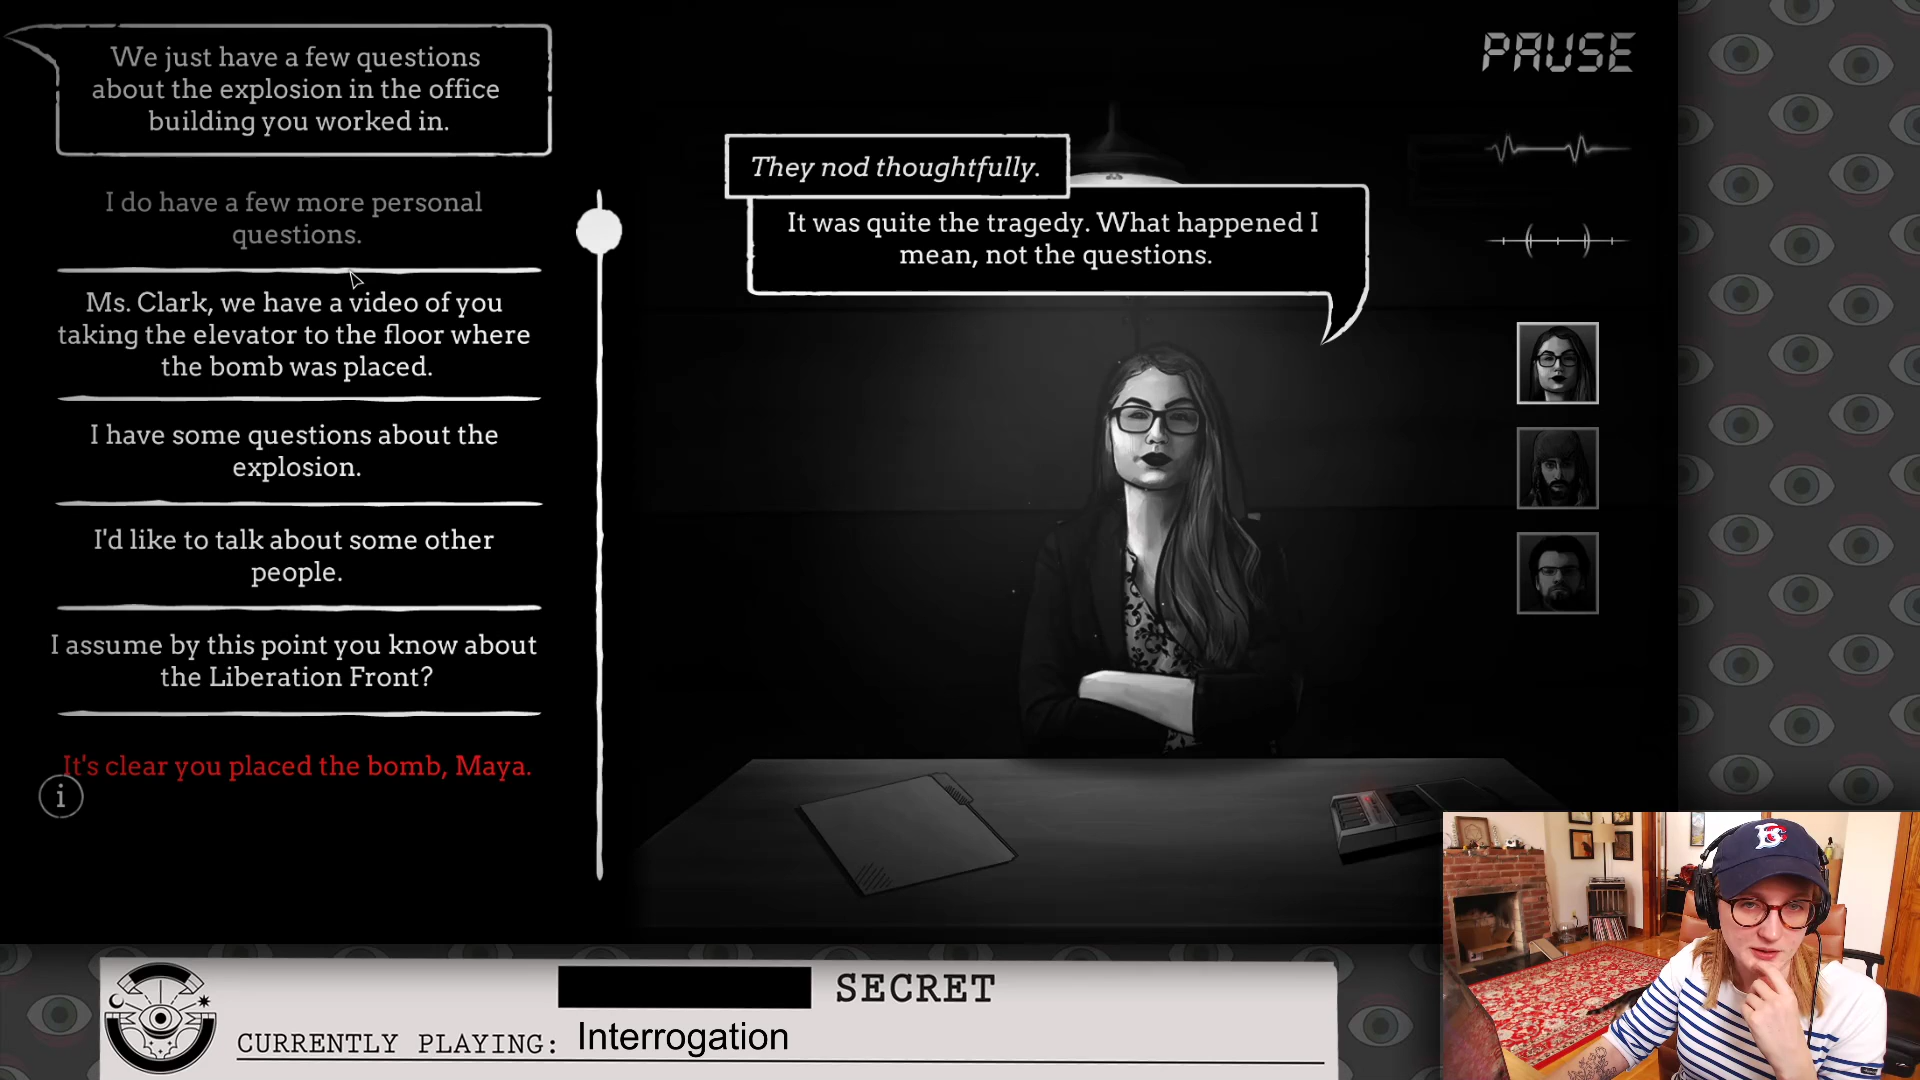 We just have a few questions
about the explosion in the office
building you worked in.
I do have a few more personal
questions.
Ms. Clark, we have a video of you
taking the elevator to the floor where
the bomb was placed.
I have some questions about the
explosion.
I'd like to talk about some other
people.
I assume by this point you know about
the Liberation Front?
It's clear you placed the bomb, Maya.
i
They nod thoughtfully.
It was quite the tragedy. What happened I
mean, not the questions.
PAUSE
SECRET
CURRENTLY PLAYING: Interrogation
B